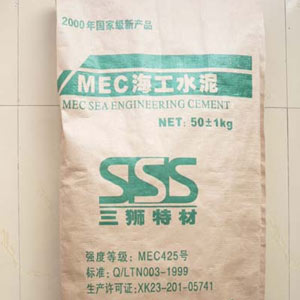 2000年国家级新产品
MEC海工水泥
MEC SEA ENGINEERING CEMENT
NET: 50±1kg
SSS
三狮特材
强度等级: MEC425号
标准: Q/LTN003-1999
生产许可证: XK23-201-05741